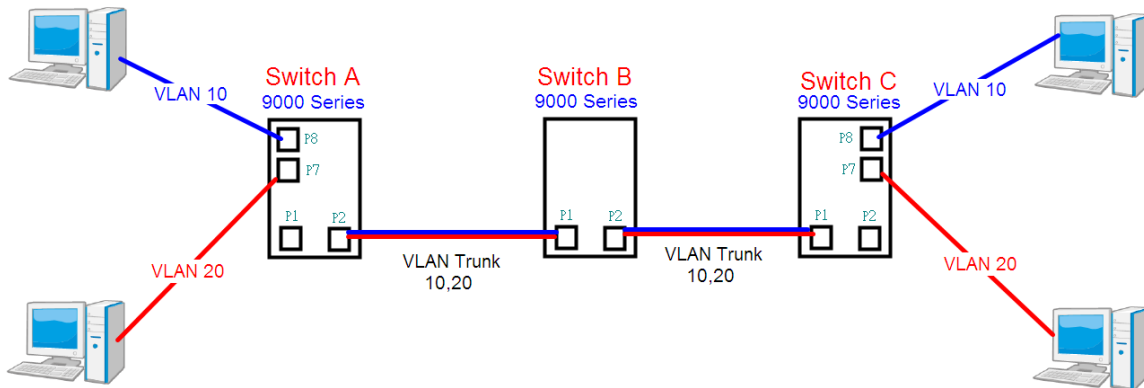 Switch A
9000 Series
Switch B
9000 Series
Switch C
9000 Series
VLAN 10
VLAN 10
P8
P7
P1
P2
P1
P2
P8
P7
P1
P2
VLAN 20
VLAN 20
VLAN Trunk
10,20
VLAN Trunk
10,20